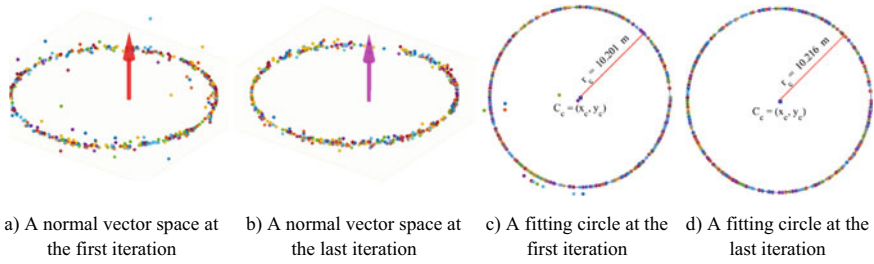 r_c = 10.201 m
C_c = (x_c, y_c)
r_c = 10.216 m
C_c = (x_c, y_c)
a) A normal vector space at
the first iteration
b) A normal vector space at
the last iteration
c) A fitting circle at the
first iteration
d) A fitting circle at the
last iteration